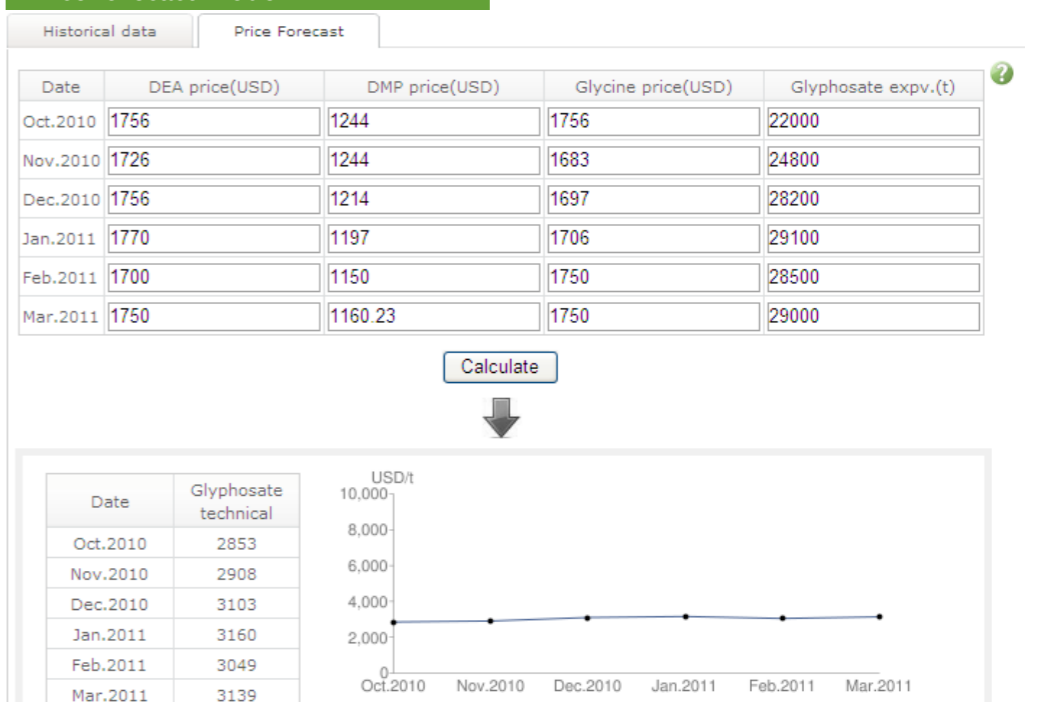 Historical data Price Forecast
Date DEA price(USD) DMP price(USD) Glycine price(USD) Glyphosate expv.(t)
?
Oct.2010 1756 1244 1756 22000
Nov.2010 1726 1244 1683 24800
Dec.2010 1756 1214 1697 28200
Jan.2011 1770 1197 1706 29100
Feb.2011 1700 1150 1750 28500
Mar.2011 1750 1160.23 1750 29000
Calculate
Date Glyphosate
technical
Oct.2010 2853
Nov.2010 2908
Dec.2010 3103
Jan.2011 3160
Feb.2011 3049
Mar.2011 3139
USD/t
10,000
8,000
6,000
4,000
2,000
0
Oct.2010 Nov.2010 Dec.2010 Jan.2011 Feb.2011 Mar.2011